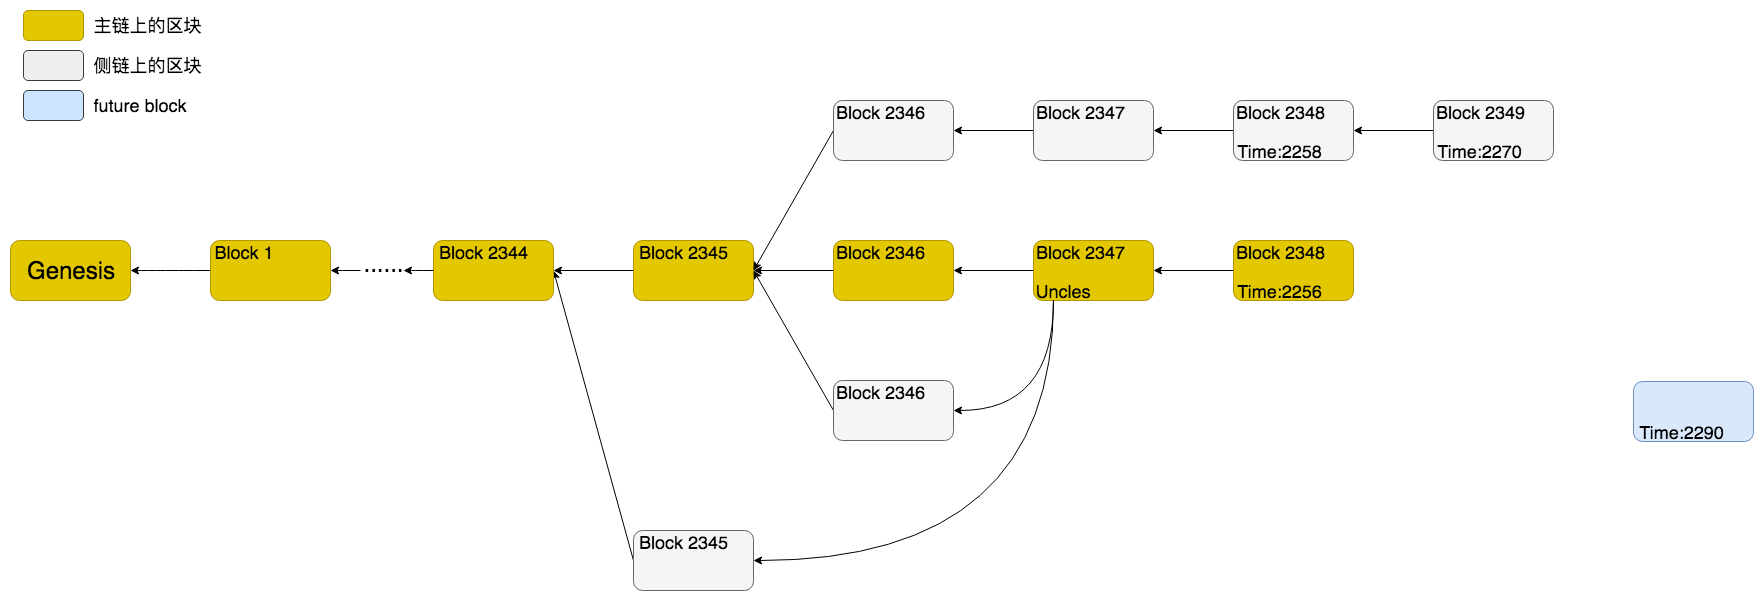 主链上的区块
侧链上的区块
future block
Block 2346
Block 2347
Block 2348
Time:2258
Block 2349
Time:2270
Genesis
Block 1
......
Block 2344
Block 2345
Block 2346
Block 2347
Uncles
Block 2348
Time:2256
Block 2346
Time:2290
Block 2345